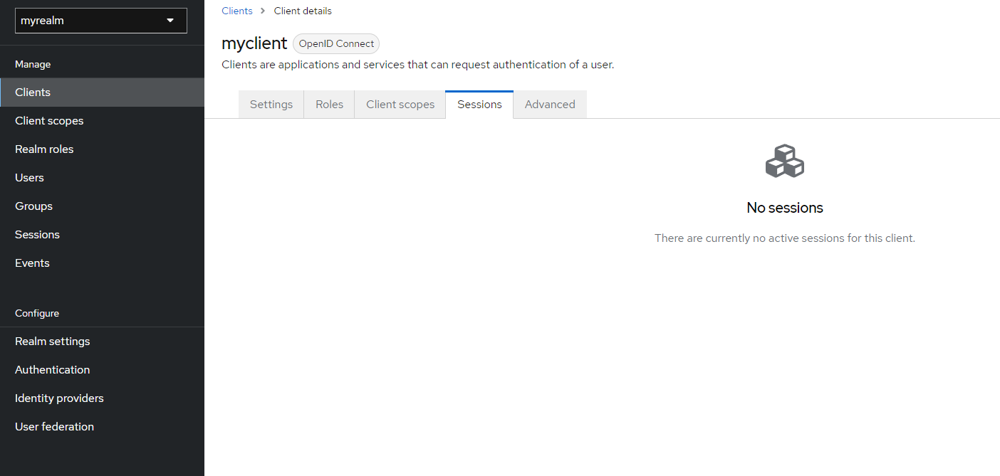 myrealm
Manage
Clients
Client scopes
Realm roles
Users
Groups
Sessions
Events
Configure
Realm settings
Authentication
Identity providers
User federation
Clients > Client details
myclient OpenID Connect
Clients are applications and services that can request authentication of a user.
Settings Roles Client scopes Sessions Advanced
No sessions
There are currently no active sessions for this client.